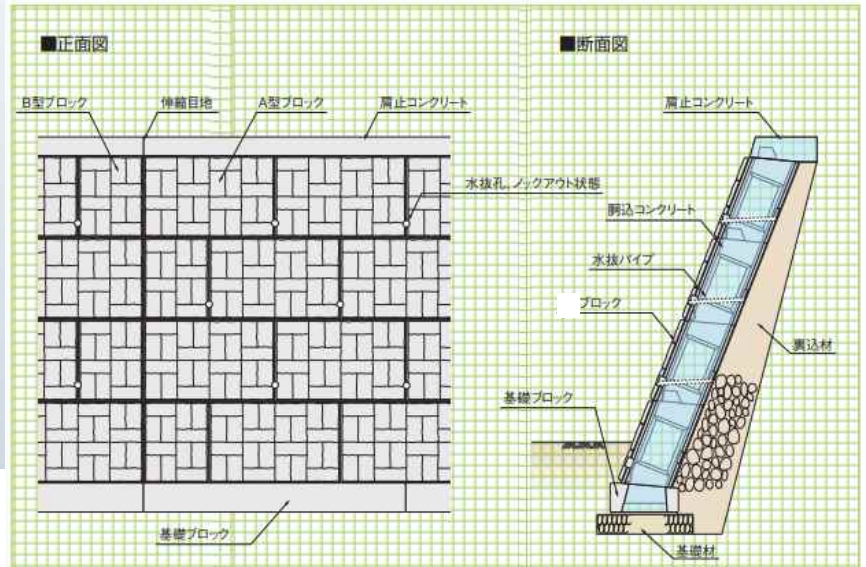 ■正面図
B型ブロック
伸縮目地
A型ブロック
肩止コンクリート
水抜孔、ノックアウト状態
基礎ブロック
■断面図
肩止コンクリート
胴込コンクリート
水抜パイプ
ブロック
裏込材
基礎ブロック
基礎材